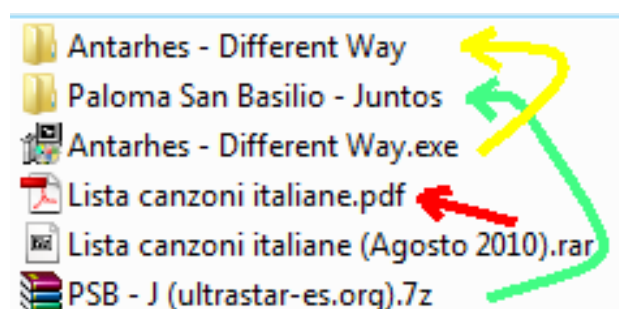 Antarhes - Different Way
Paloma San Basilio - Juntos
Antarhes - Different Way.exe
Lista canzoni italiane.pdf
Lista canzoni italiane (Agosto 2010).rar
PSB - J (ultrastar-es.org).7z